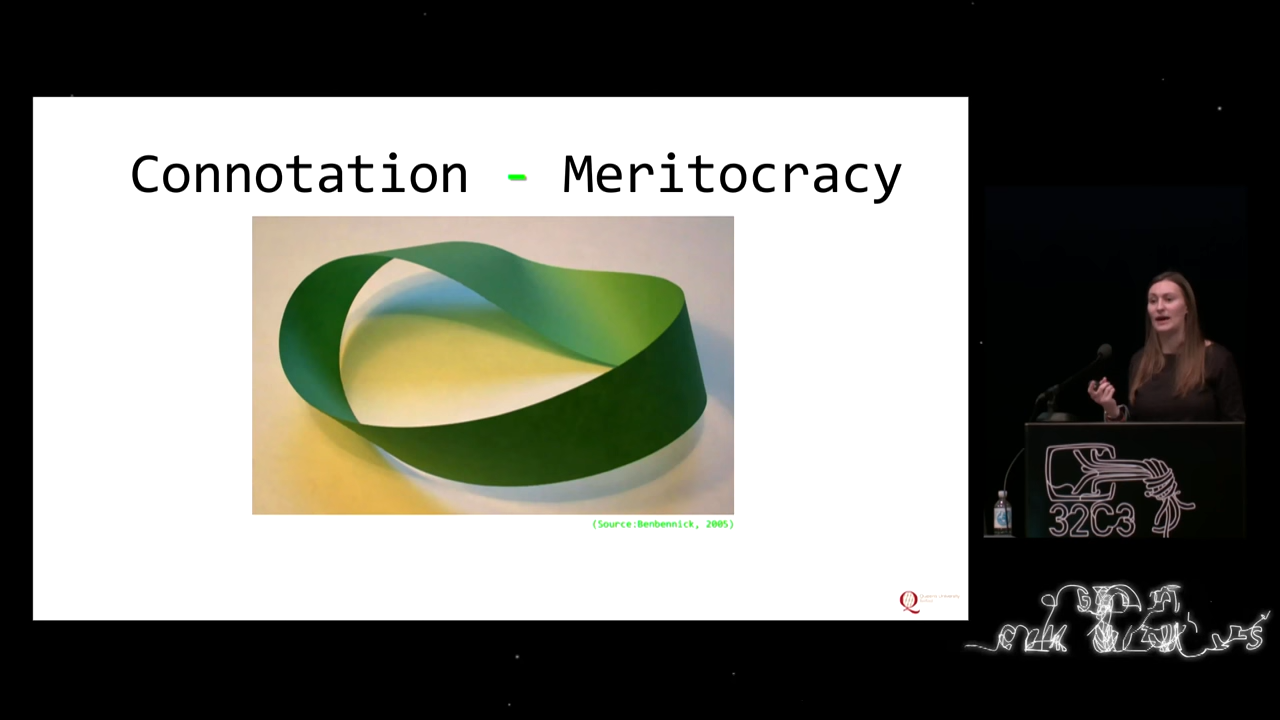 Connotation - Meritocracy
(Source:Benbennick, 2005)
Q
32C3